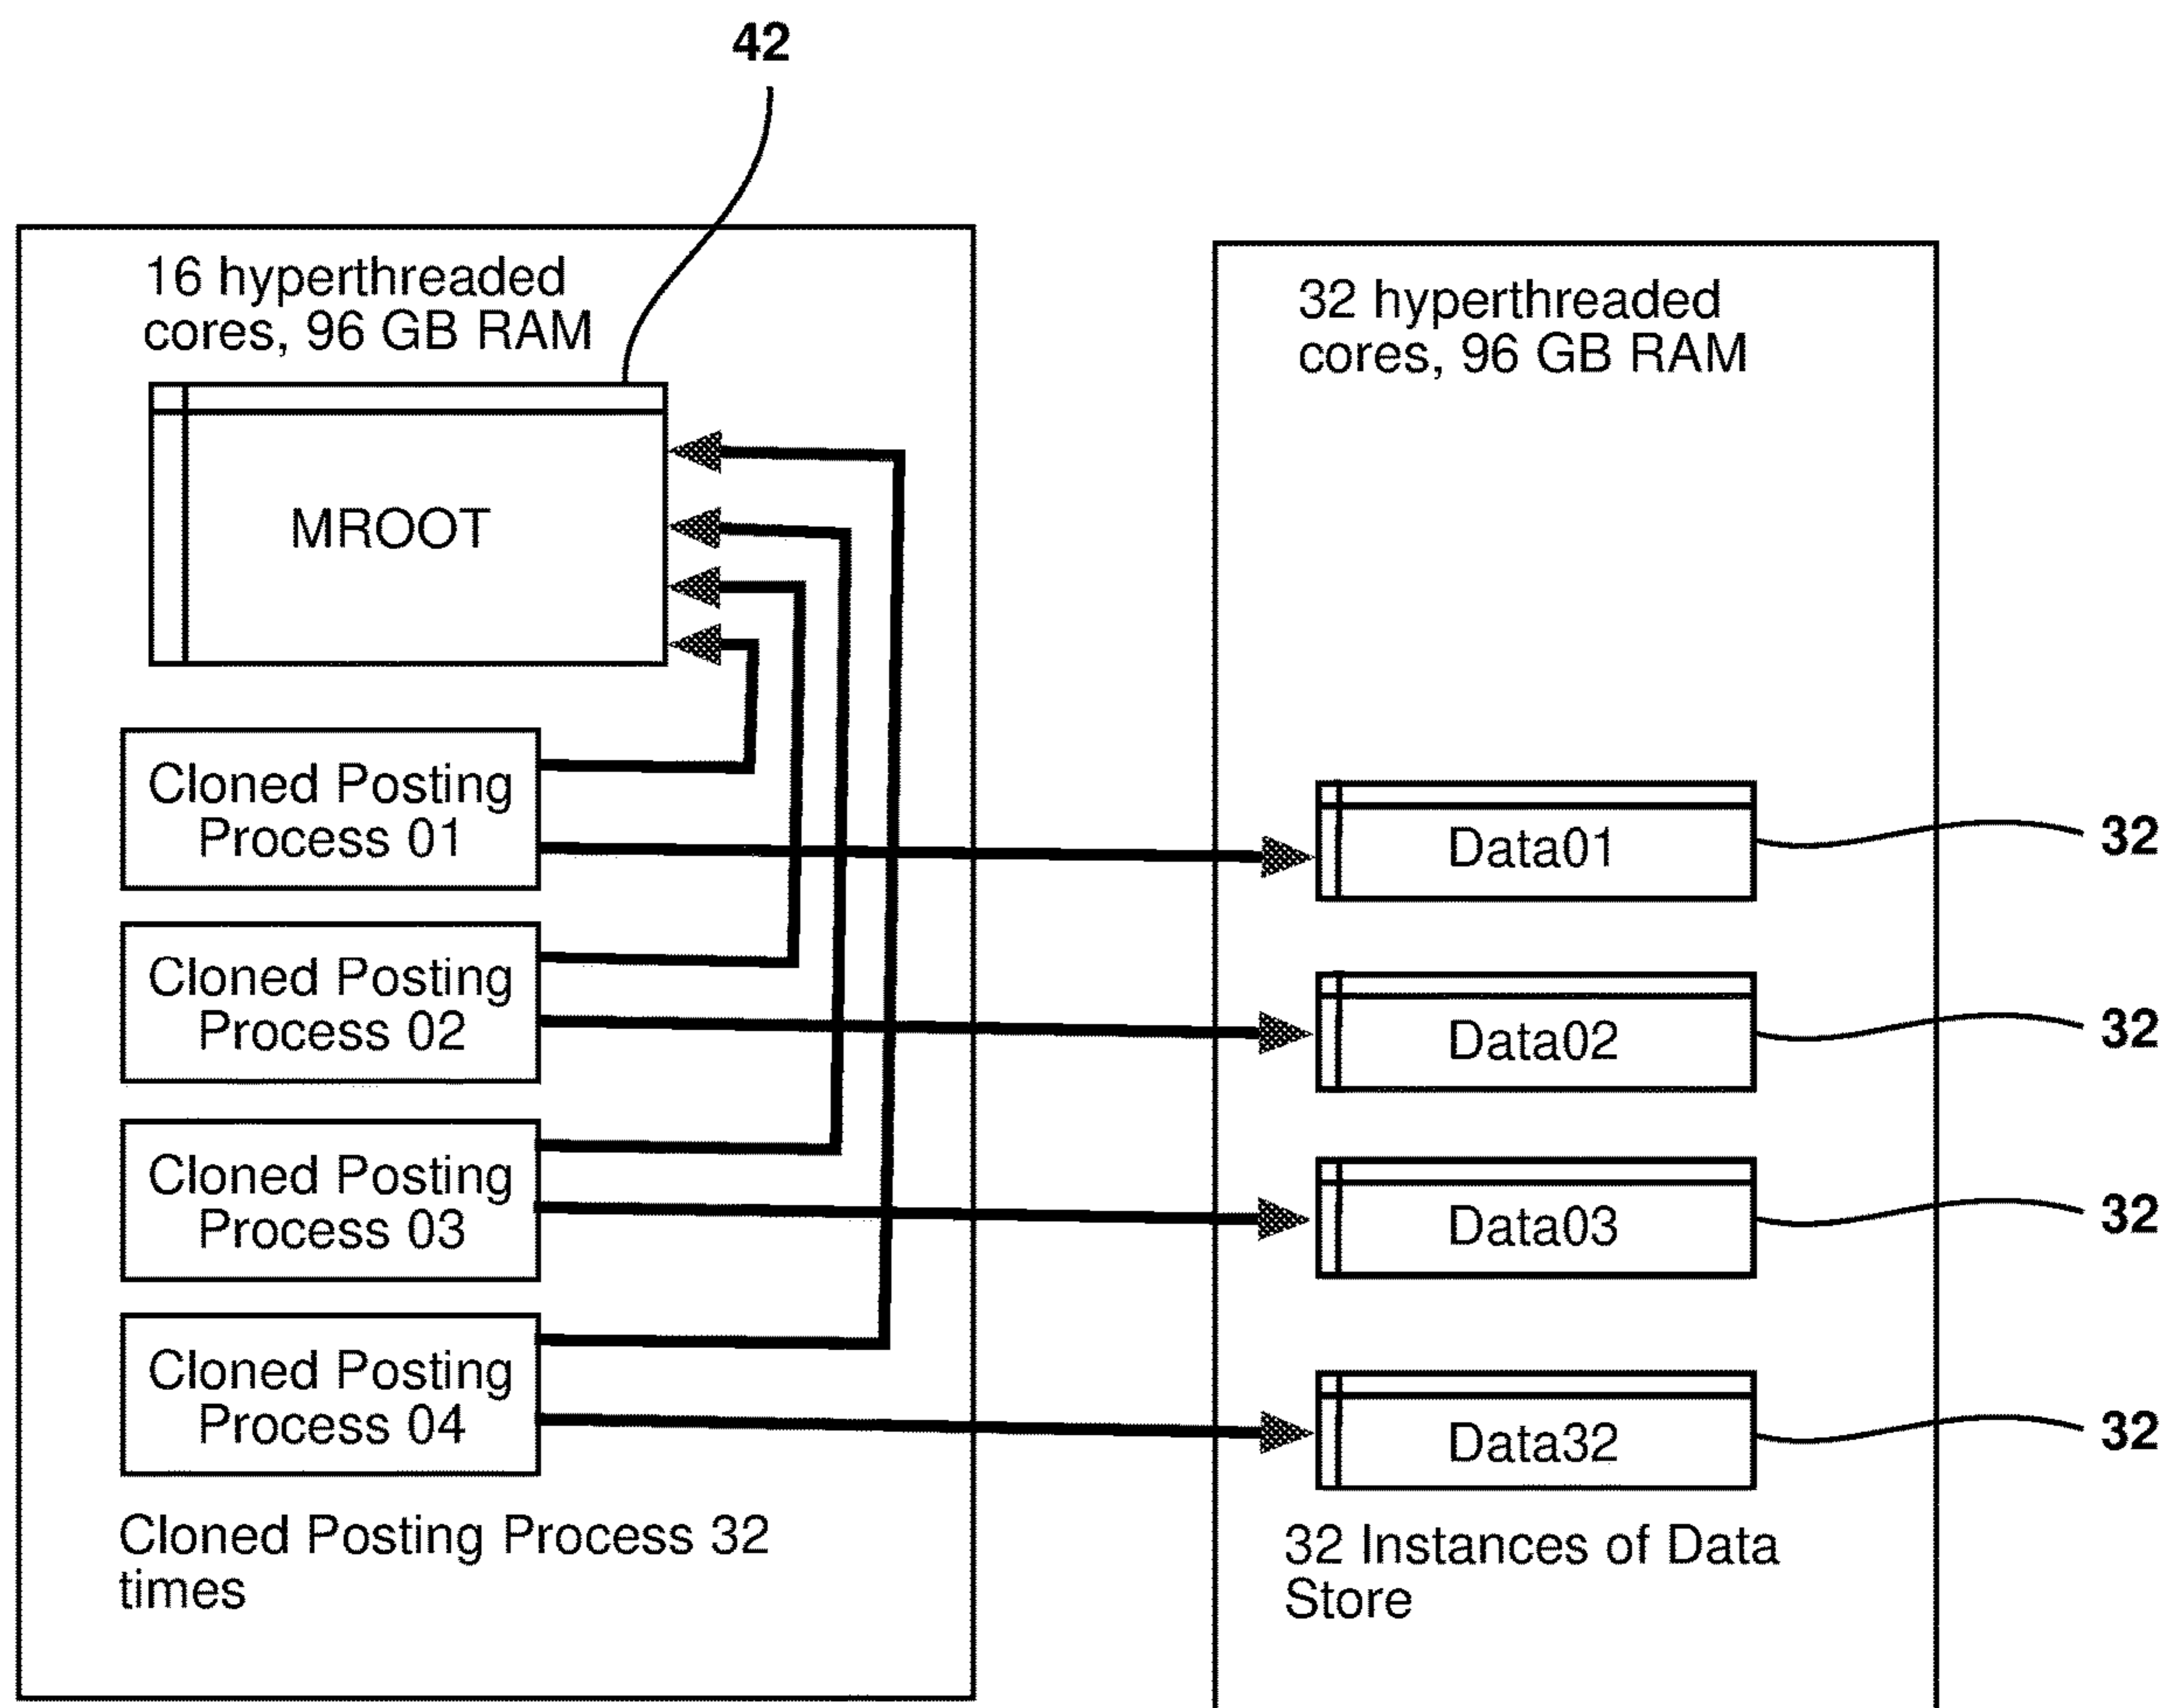 42
16 hyperthreaded
cores, 96 GB RAM
MROOT
Cloned Posting
Process 01
Cloned Posting
Process 02
Cloned Posting
Process 03
Cloned Posting
Process 04
Cloned Posting Process 32
times
32 hyperthreaded
cores, 96 GB RAM
Data01
32
Data02
32
Data03
32
Data32
32
32 Instances of Data
Store